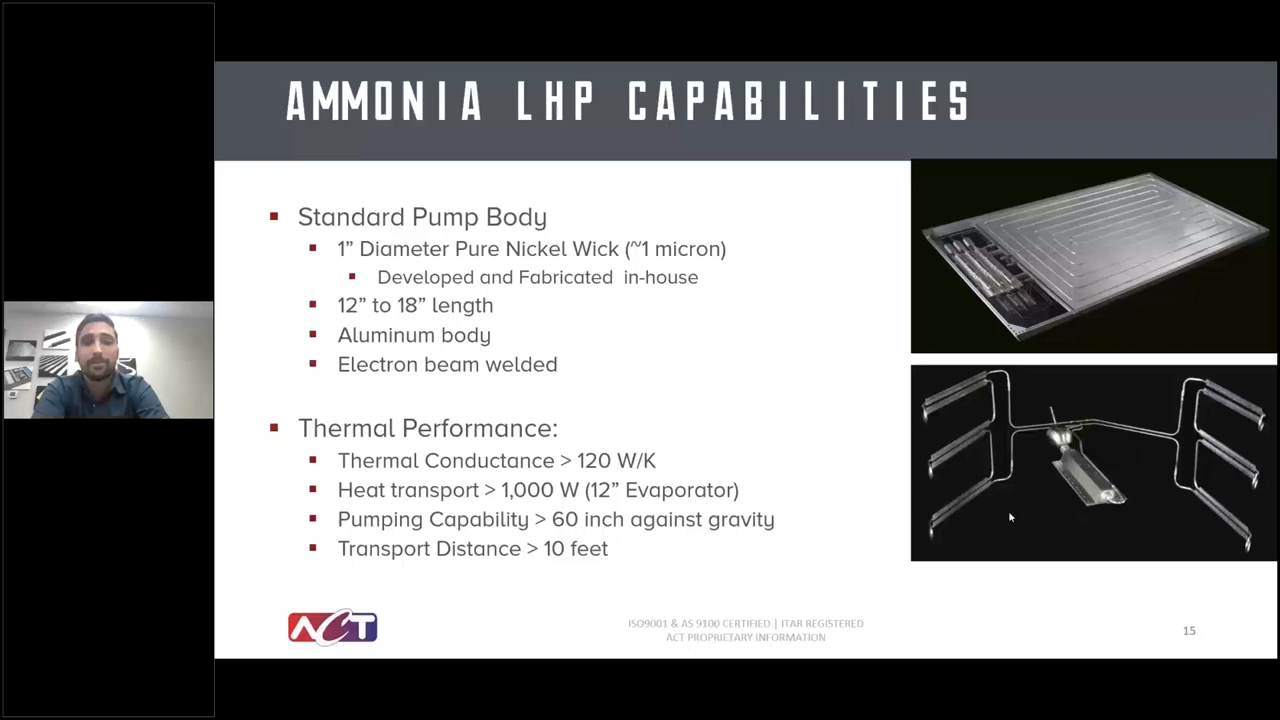 AMMONIA LHP CAPABILITIES
Standard Pump Body
1” Diameter Pure Nickel Wick (~1 micron)
Developed and Fabricated in-house
12” to 18” length
Aluminum body
Electron beam welded
Thermal Performance:
Thermal Conductance > 120 W/K
Heat transport > 1,000 W (12” Evaporator)
Pumping Capability > 60 inch against gravity
Transport Distance > 10 feet
ACT
ISO9001 & AS 9100 CERTIFIED | ITAR REGISTERED
ACT PROPRIETARY INFORMATION
15